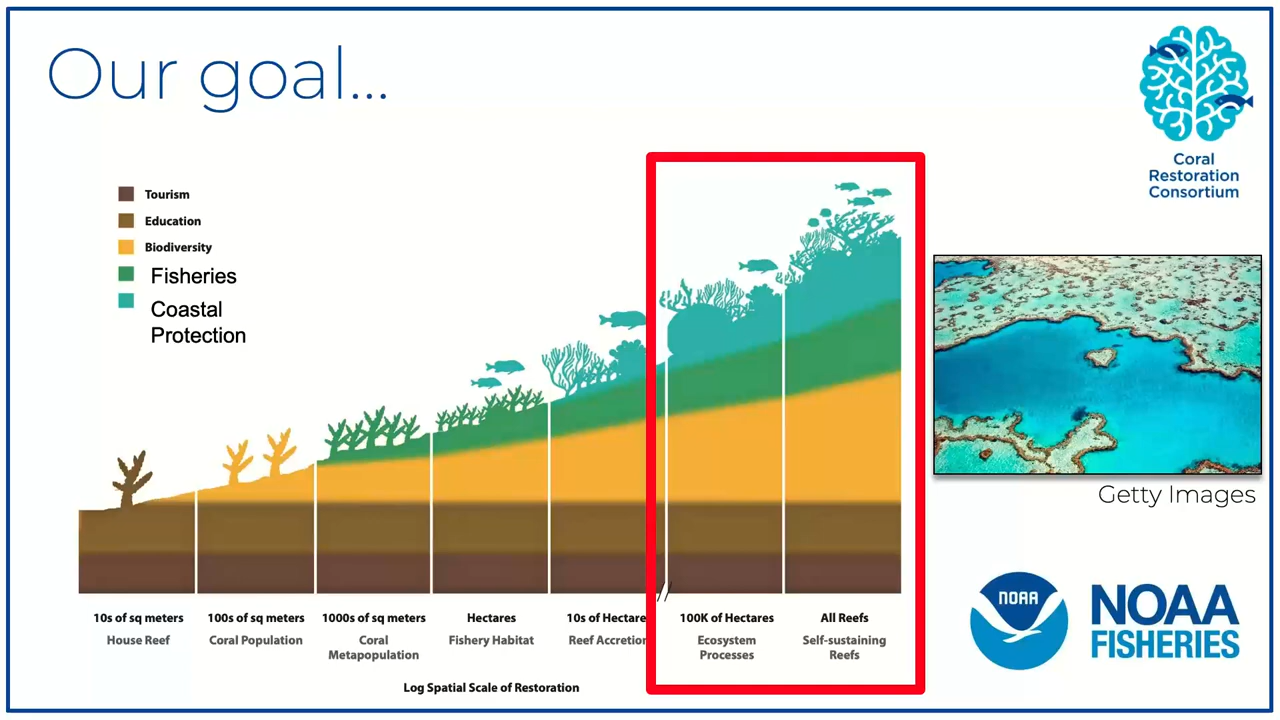 Our goal...
Coral
Restoration
Consortium
Tourism
Education
Biodiversity
Fisheries
Coastal
Protection
Getty Images
10s of sq meters
House Reef
100s of sq meters
Coral Population
1000s of sq meters
Coral
Metapopulation
Hectares
Fishery Habitat
10s of Hectare
Reef Accretion
100K of Hectares
Ecosystem
Processes
All Reefs
Self-sustaining
Reefs
Log Spatial Scale of Restoration
NOAA
NOAA
FISHERIES